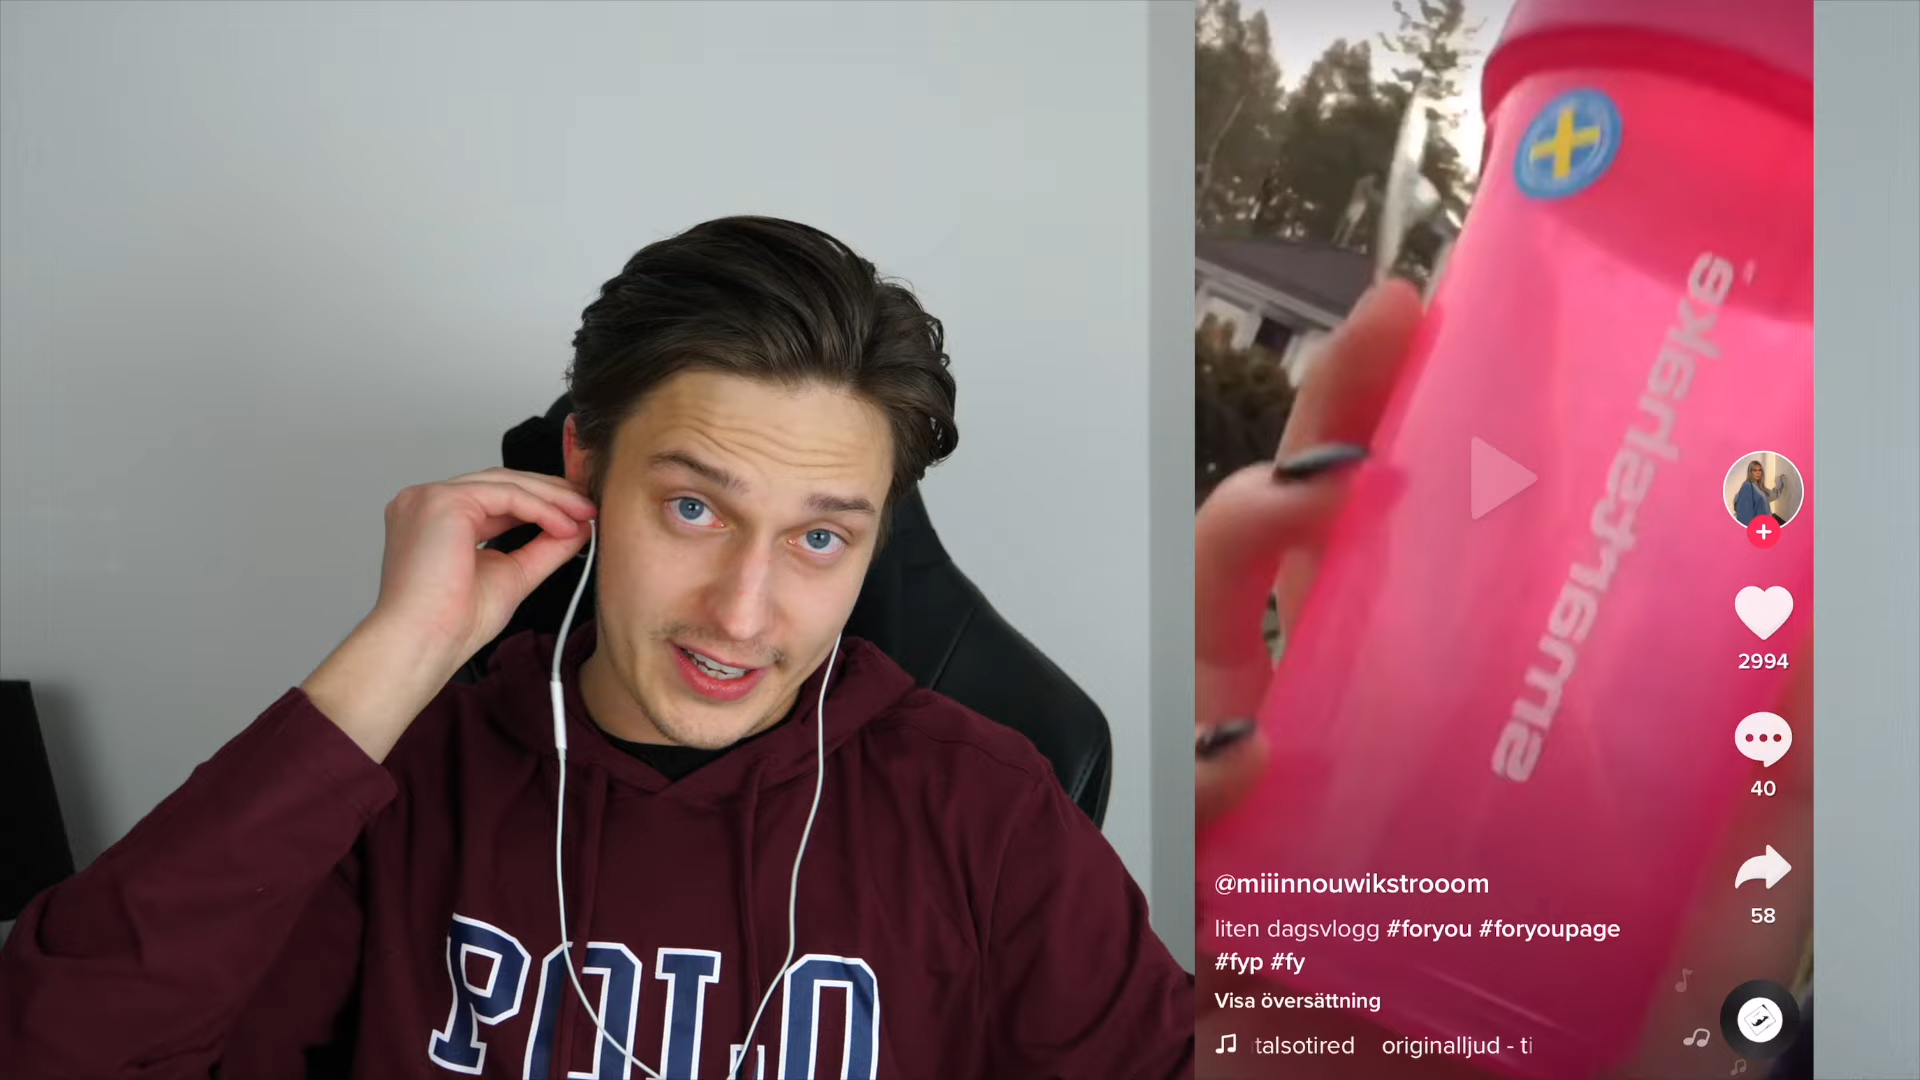 POLO
smartshake
2994
40
58
@miiinnouwikstrooom
liten dagsvlogg #foryou #foryoupage
#fyp #fy
Visa översättning
talsotired originalljud - ti